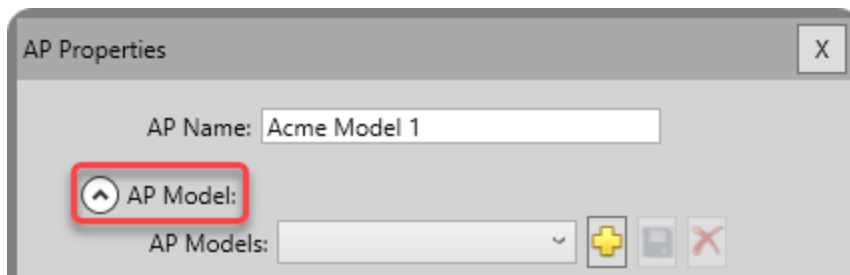 AP Properties X
AP Name: Acme Model 1
AP Model:
AP Models: